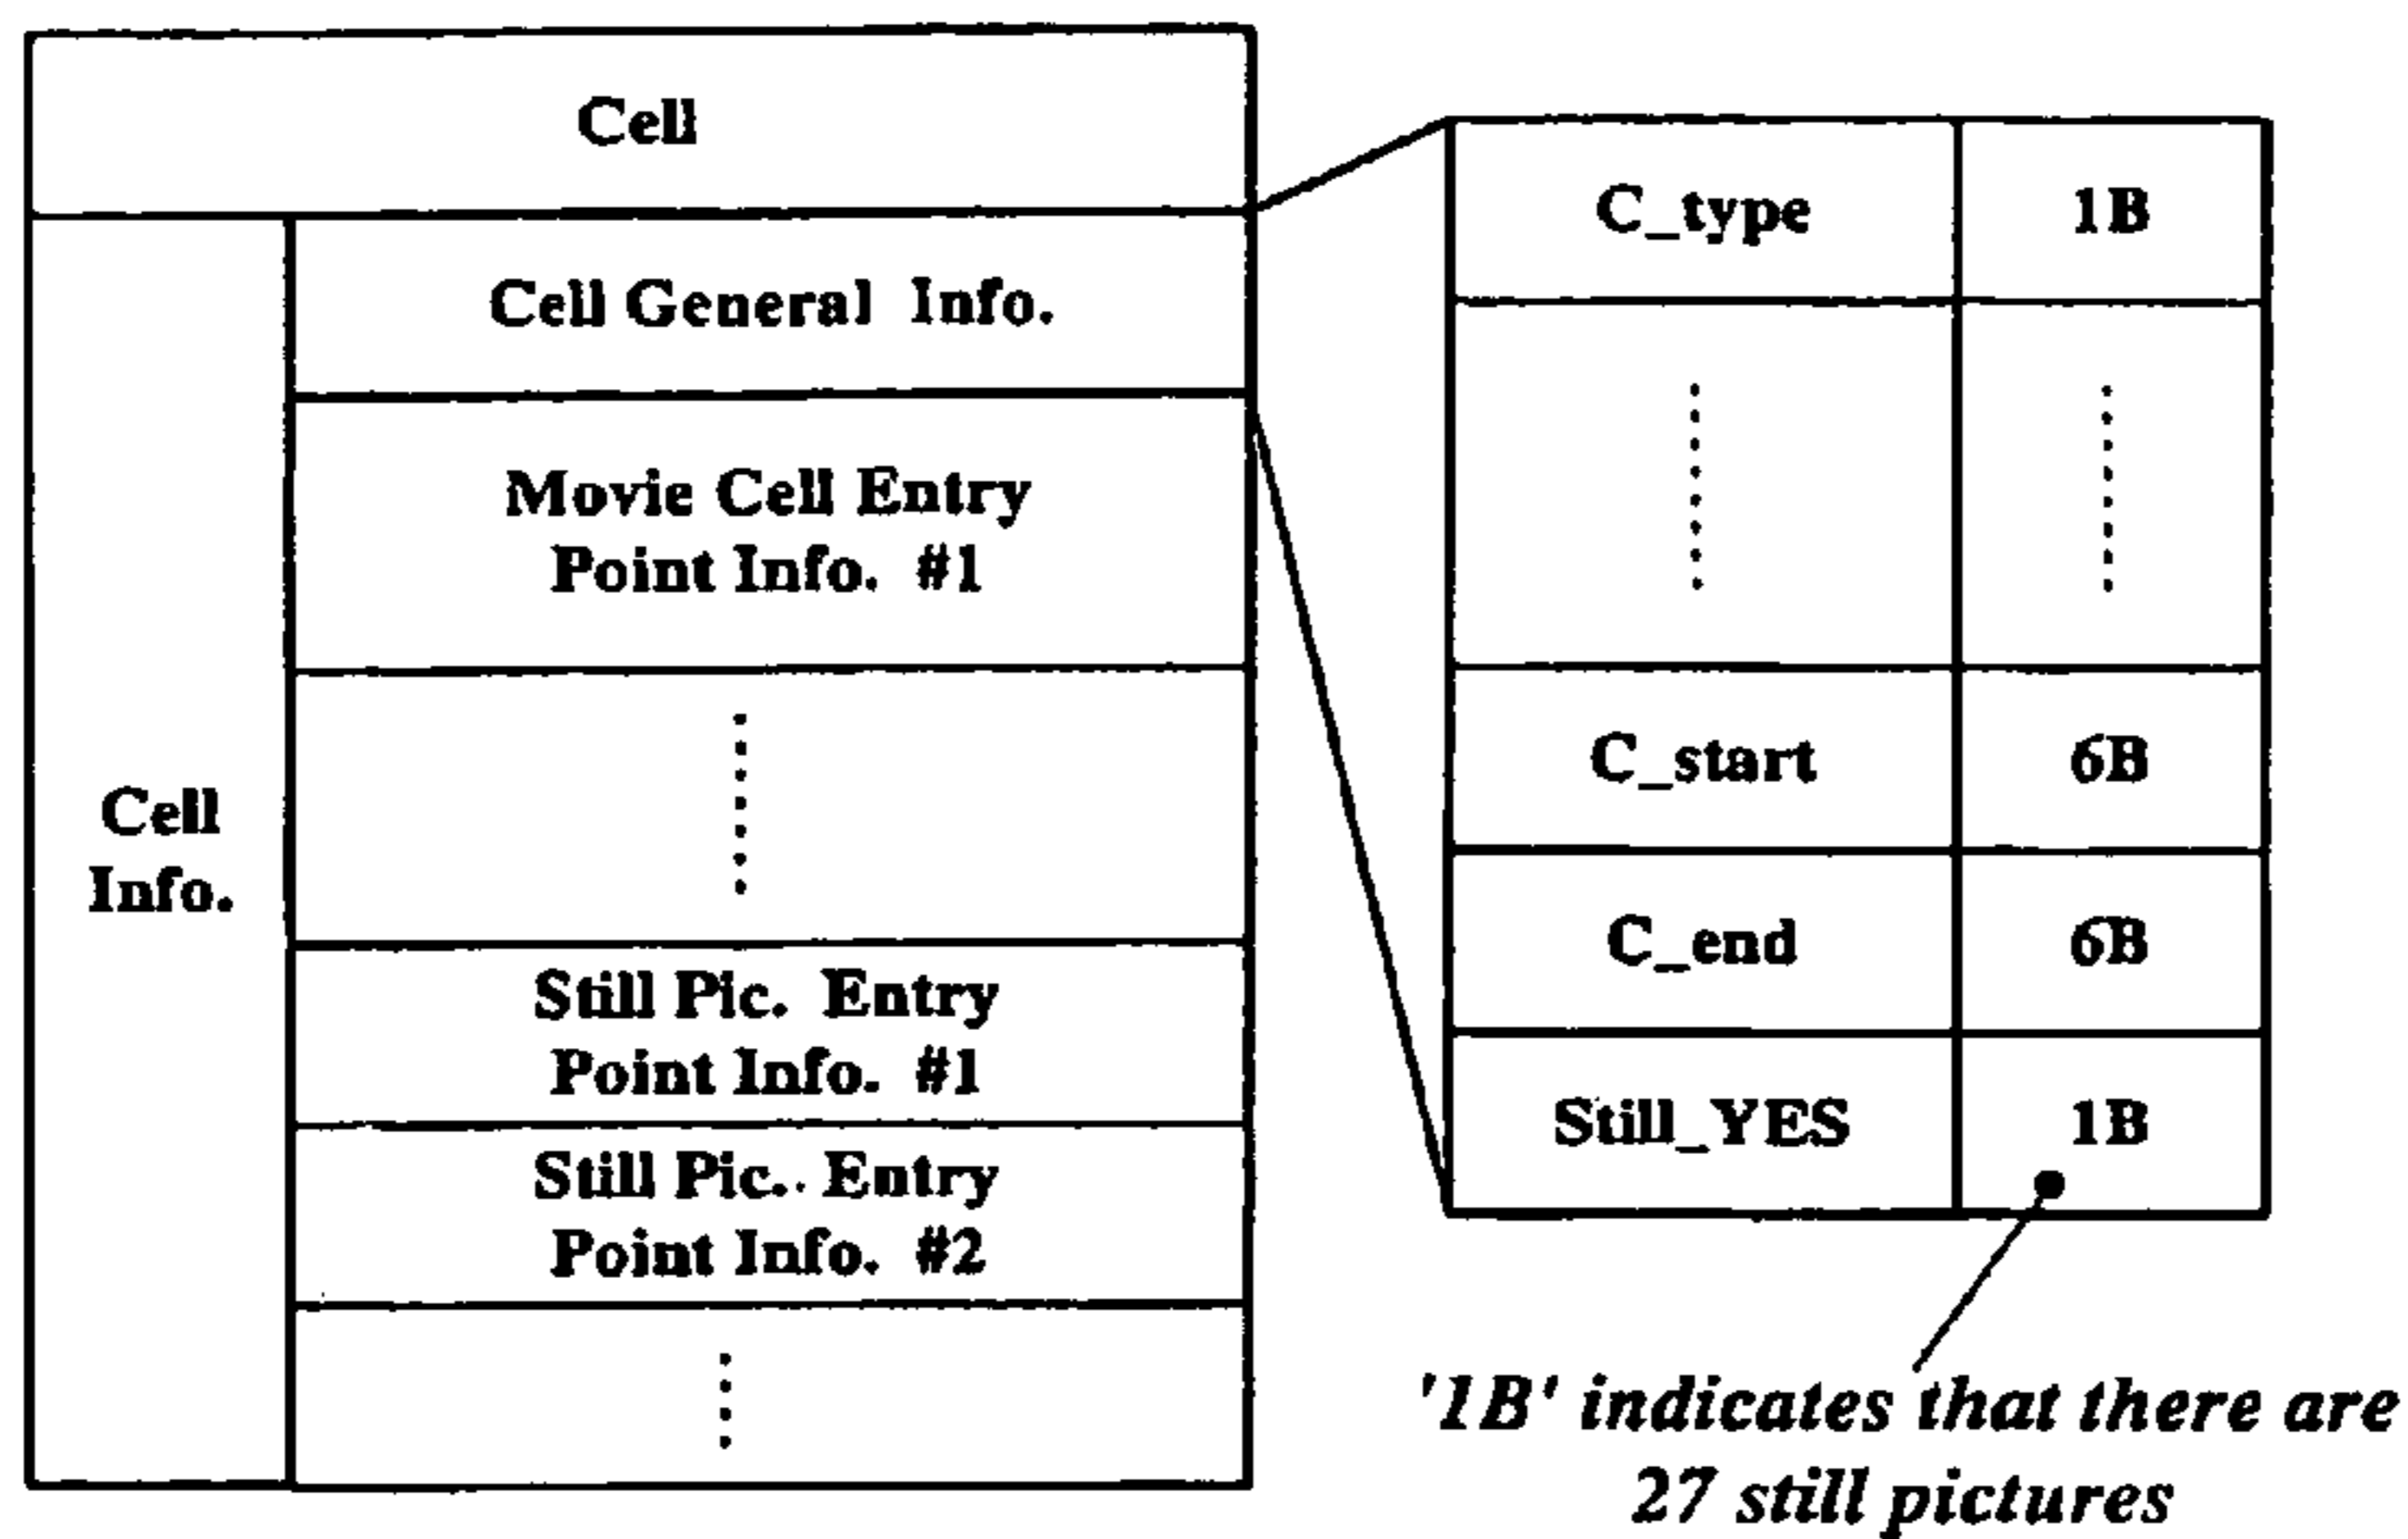 Cell
Cell
Info.
Cell General Info.
Movie Cell Entry
Point Info. #1
Still Pic. Entry
Point Info. #1
Still Pic.. Entry
Point Info. #2
C_type 1B
C_start 6B
C_end 6B
Still_YES 1B
'1B' indicates that there are
27 still pictures